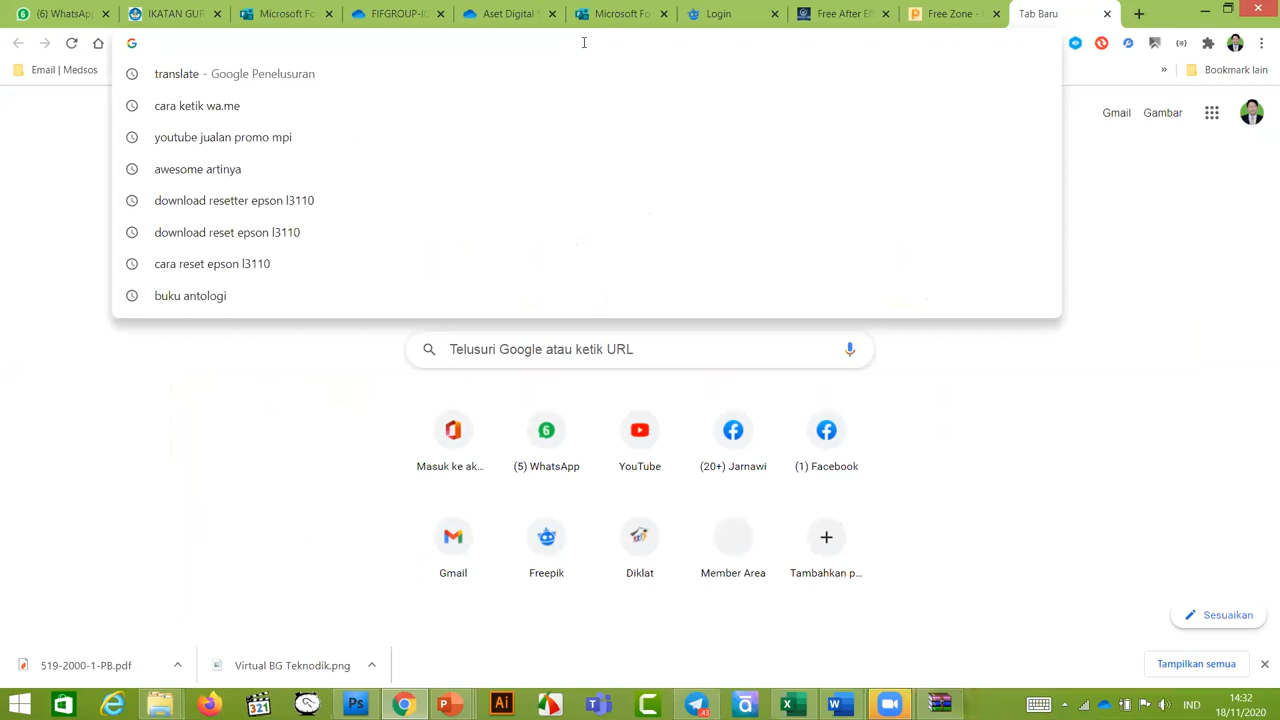 (6) WhatsApp
IKATAN GUR
Microsoft Fo
FIFGROUP-IC
Aset Digital S
Microsoft Fo
Login
Free After Eff
Free Zone - A
Tab Baru
Email | Medsos
»
Bookmark lain
translate - Google Penelusuran
cara ketik wa.me
youtube jualan promo mpi
awesome artinya
download resetter epson l3110
download reset epson l3110
cara reset epson l3110
buku antologi
Gmail
Gambar
Telusuri Google atau ketik URL
Masuk ke ak...
(5) WhatsApp
YouTube
(20+) Jarnawi
(1) Facebook
Gmail
Freepik
Diklat
Member Area
Tambahkan p...
Sesuaikan
519-2000-1-PB.pdf
Virtual BG Teknodik.png
Tampilkan semua
IND
14:32
18/11/2020